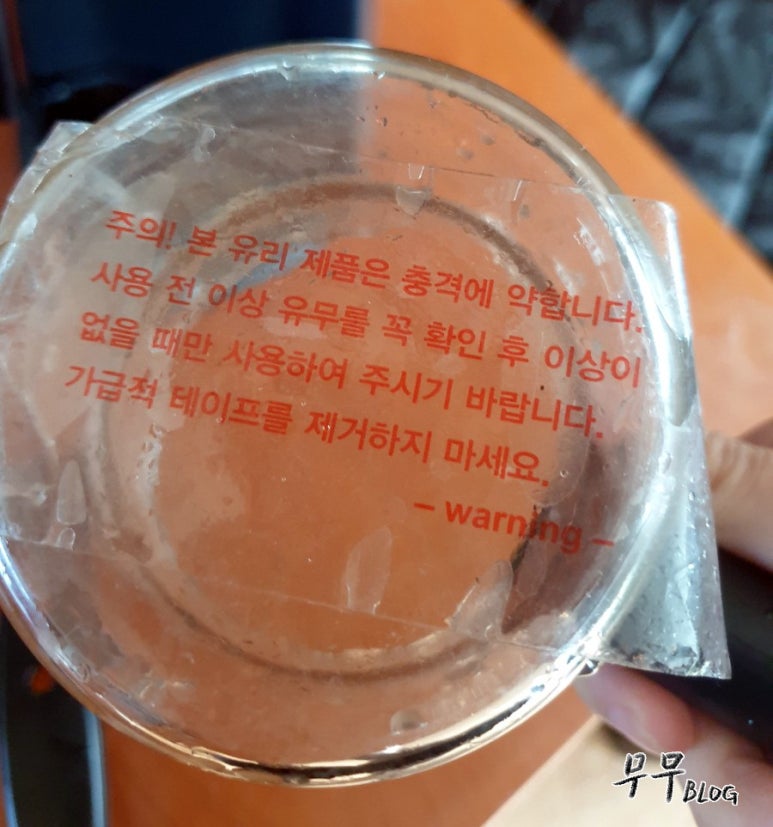 주의! 본 유리 제품은 충격에 약합니다.
사용 전 이상 유무를 꼭 확인 후 이상이
없을 때만 사용하여 주시기 바랍니다.
가급적 테이프를 제거하지 마세요.
– warning –
무무 BLOG